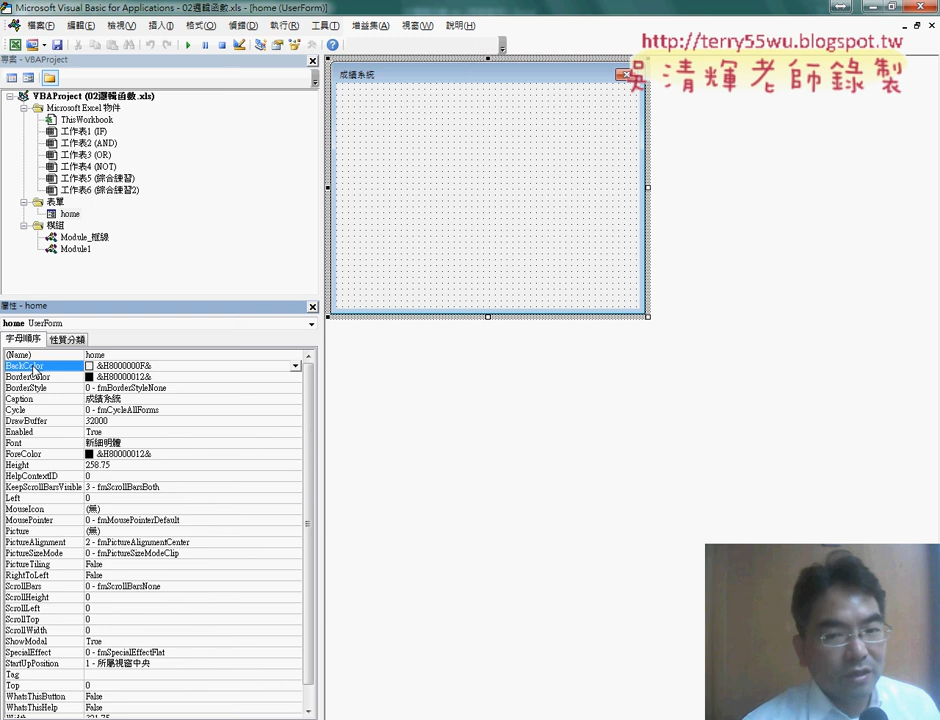 Microsoft Visual Basic for Applications - 02邏輯函數.xls - [home (UserForm)]
檔案(F) 編輯(E) 檢視(V) 插入(I) 格式(O) 偵錯(D) 執行(R) 工具(T) 增益集(A) 視窗(W) 說明(H)
http://terry55wu.blogspot.tw
吳清輝老師錄製
專案 - VBAProject
VBAProject (02邏輯函數.xls)
Microsoft Excel 物件
ThisWorkbook
工作表1 (IF)
工作表2 (AND)
工作表3 (OR)
工作表4 (NOT)
工作表5 (綜合練習)
工作表6 (綜合練習2)
表單
home
模組
Module_框線
Module1
成績系統
屬性 - home
home UserForm
字母順序 性質分類
(Name) home
BackColor &H8000000F&
BorderColor &H80000012&
BorderStyle 0 - fmBorderStyleNone
Caption 成績系統
Cycle 0 - fmCycleAllForms
DrawBuffer 32000
Enabled True
Font 新細明體
ForeColor &H80000012&
Height 258.75
HelpContextID 0
KeepScrollBarsVisible 3 - fmScrollBarsBoth
Left 0
MouseIcon (無)
MousePointer 0 - fmMousePointerDefault
Picture (無)
PictureAlignment 2 - fmPictureAlignmentCenter
PictureSizeMode 0 - fmPictureSizeModeClip
PictureTiling False
RightToLeft False
ScrollBars 0 - fmScrollBarsNone
ScrollHeight 0
ScrollLeft 0
ScrollTop 0
ScrollWidth 0
ShowModal True
SpecialEffect 0 - fmSpecialEffectFlat
StartUpPosition 1 - 所屬視窗中央
Tag
Top 0
WhatsThisButton False
WhatsThisHelp False